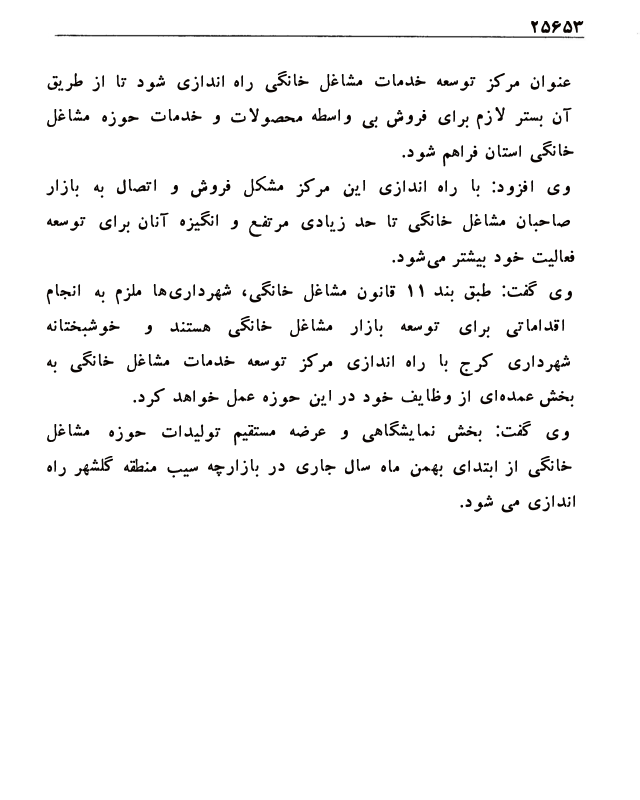 ۲۵۶۵۳
عنوان مرکز توسعه خدمات مشاغل خانگی راه اندازی شود تا از طریق
آن بستر لازم برای فروش بی واسطه محصولات و خدمات حوزه مشاغل
خانگی استان فراهم شود.
وی افزود: با راه اندازی این مرکز مشکل فروش و اتصال به بازار
صاحبان مشاغل خانگی تا حد زیادی مرتفع و انگیزه آنان برای توسعه
فعالیت خود بیشتر می‌شود.
وی گفت: طبق بند ۱۱ قانون مشاغل خانگی، شهرداری‌ها ملزم به انجام
اقداماتی برای توسعه بازار مشاغل خانگی هستند و خوشبختانه
شهرداری کرج با راه اندازی مرکز توسعه خدمات مشاغل خانگی به
بخش عمده‌ای از وظایف خود در این حوزه عمل خواهد کرد.
وی گفت: بخش نمایشگاهی و عرضه مستقیم تولیدات حوزه مشاغل
خانگی از ابتدای بهمن ماه سال جاری در بازارچه سیب منطقه گلشهر راه
اندازی می شود.